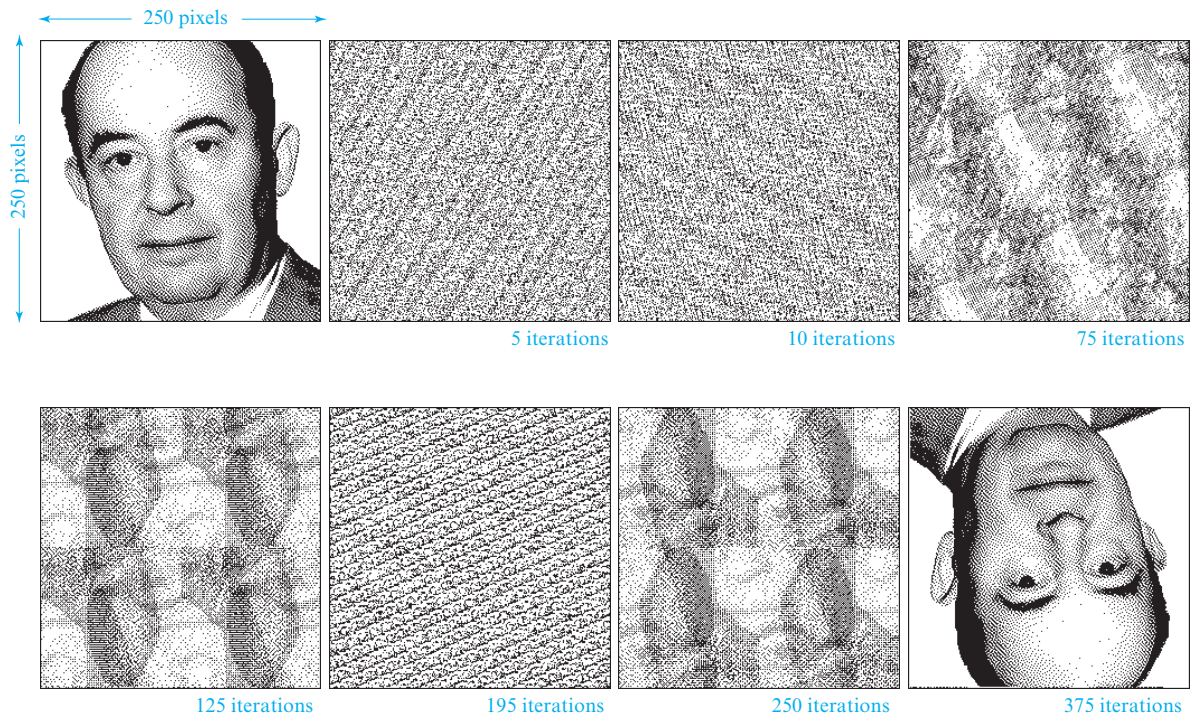 250 pixels
250 pixels
5 iterations
10 iterations
75 iterations
125 iterations
195 iterations
250 iterations
375 iterations